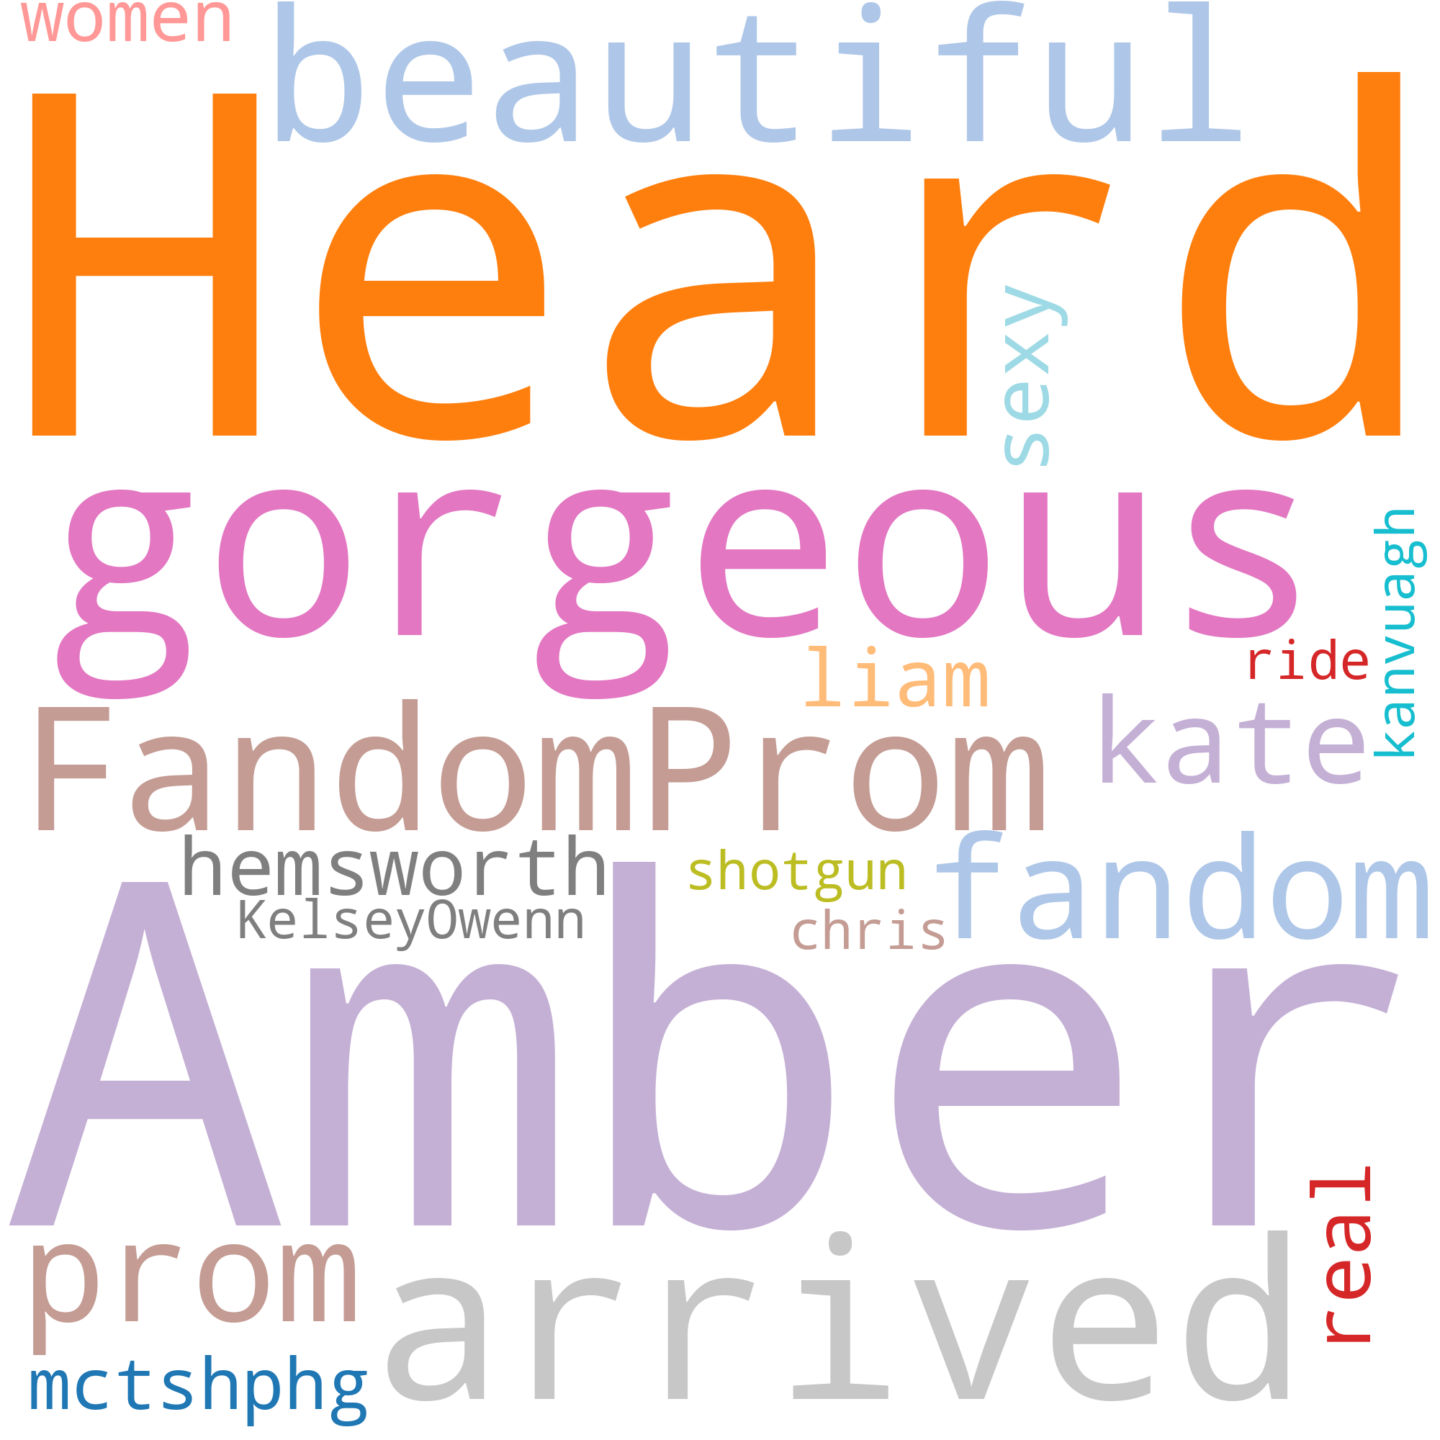 women
beautiful
Heard
sexy
gorgeous
kanvuagh
liam
ride
FandomProm
kate
hemsworth
shotgun
fandom
KelseyOwenn
chris
Amber
real
prom
arrived
mctshphg